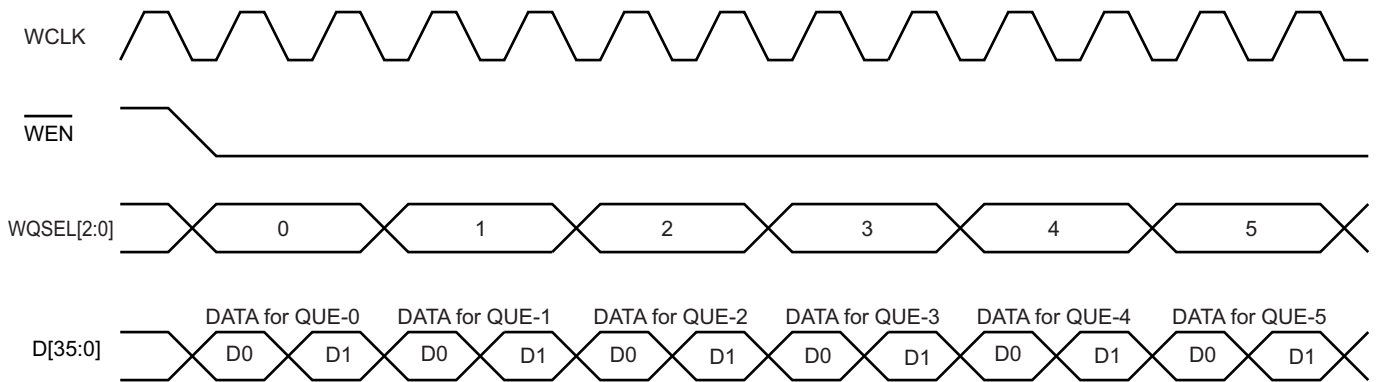 WCLK
WEN
WQSEL[2:0] 0 1 2 3 4 5
DATA for QUE-0 DATA for QUE-1 DATA for QUE-2 DATA for QUE-3 DATA for QUE-4 DATA for QUE-5
D[35:0] D0 D1 D0 D1 D0 D1 D0 D1 D0 D1 D0 D1